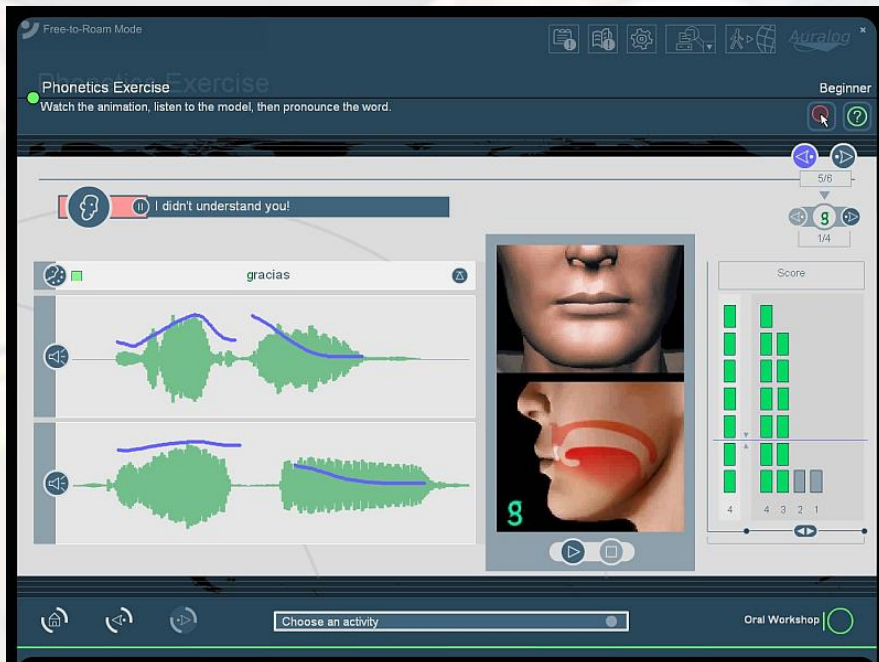 Free-to-Roam Mode
Auralog
Phonetics Exercise
Phonetics Exercise
Beginner
Watch the animation, listen to the model, then pronounce the word.
?
5/6
I didn't understand you!
g
1/4
gracias
Score
g
4 4 3 2 1
Choose an activity
Oral Workshop